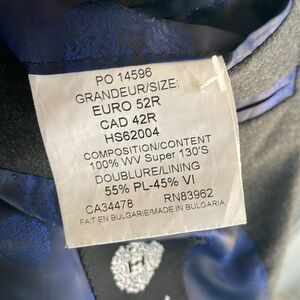 PO 14596
GRANDEUR/SIZE:
EURO 52R
CAD 42R
HS62004
COMPOSITION/CONTENT
100% WV Super 130'S
DOUBLURE/LINING
55% PL-45% VI
CA34478 RN83962
FAIT EN BULGARIE/MADE IN BULGARIA
H